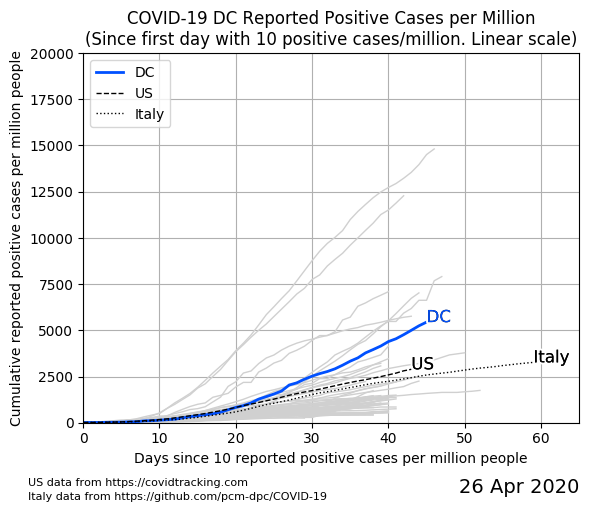 COVID-19 DC Reported Positive Cases per Million
(Since first day with 10 positive cases/million. Linear scale)
Cumulative reported positive cases per million people
20000
17500
15000
12500
10000
7500
5000
2500
0
DC
US
Italy
DC
US
Italy
0
10
20
30
40
50
60
Days since 10 reported positive cases per million people
US data from https://covidtracking.com
Italy data from https://github.com/pcm-dpc/COVID-19
26 Apr 2020